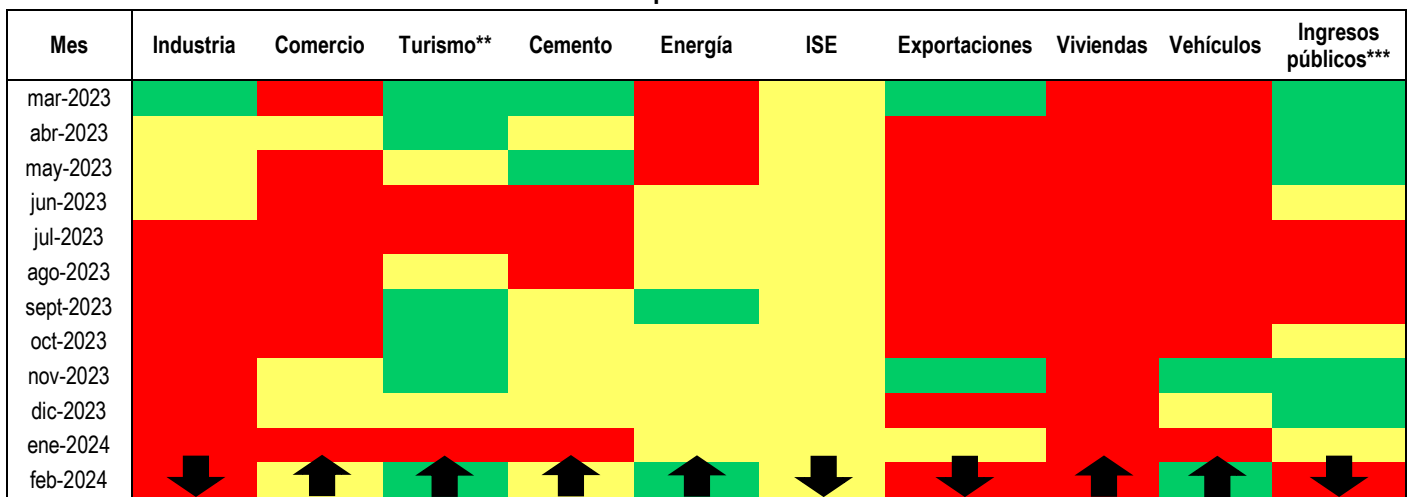 Mes Industria Comercio Turismo** Cemento Energía ISE Exportaciones Viviendas Vehículos Ingresos públicos***
mar-2023
abr-2023
may-2023
jun-2023
jul-2023
ago-2023
sept-2023
oct-2023
nov-2023
dic-2023
ene-2024
feb-2024